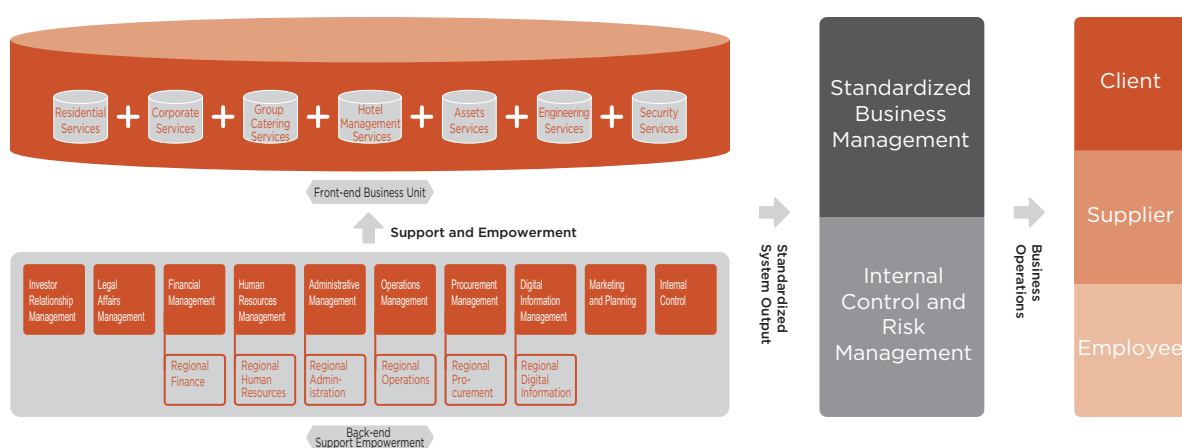 Residential
Services
Corporate
Services
Group
Catering
Services
Hotel
Management
Services
Assets
Services
Engineering
Services
Security
Services
Front-end Business Unit
Support and Empowerment
Investor
Relationship
Management
Legal
Affairs
Management
Financial
Management
Human
Resources
Management
Administrative
Management
Operations
Management
Procurement
Management
Digital
Information
Management
Marketing
and Planning
Internal
Control
Regional
Finance
Regional
Human
Resources
Regional
Admin-
istration
Regional
Operations
Regional
Pro-
curement
Regional
Digital
Information
Back-end
Support Empowerment
Standardized
System Output
Standardized
Business
Management
Internal
Control and
Risk
Management
Business
Operations
Client
Supplier
Employee